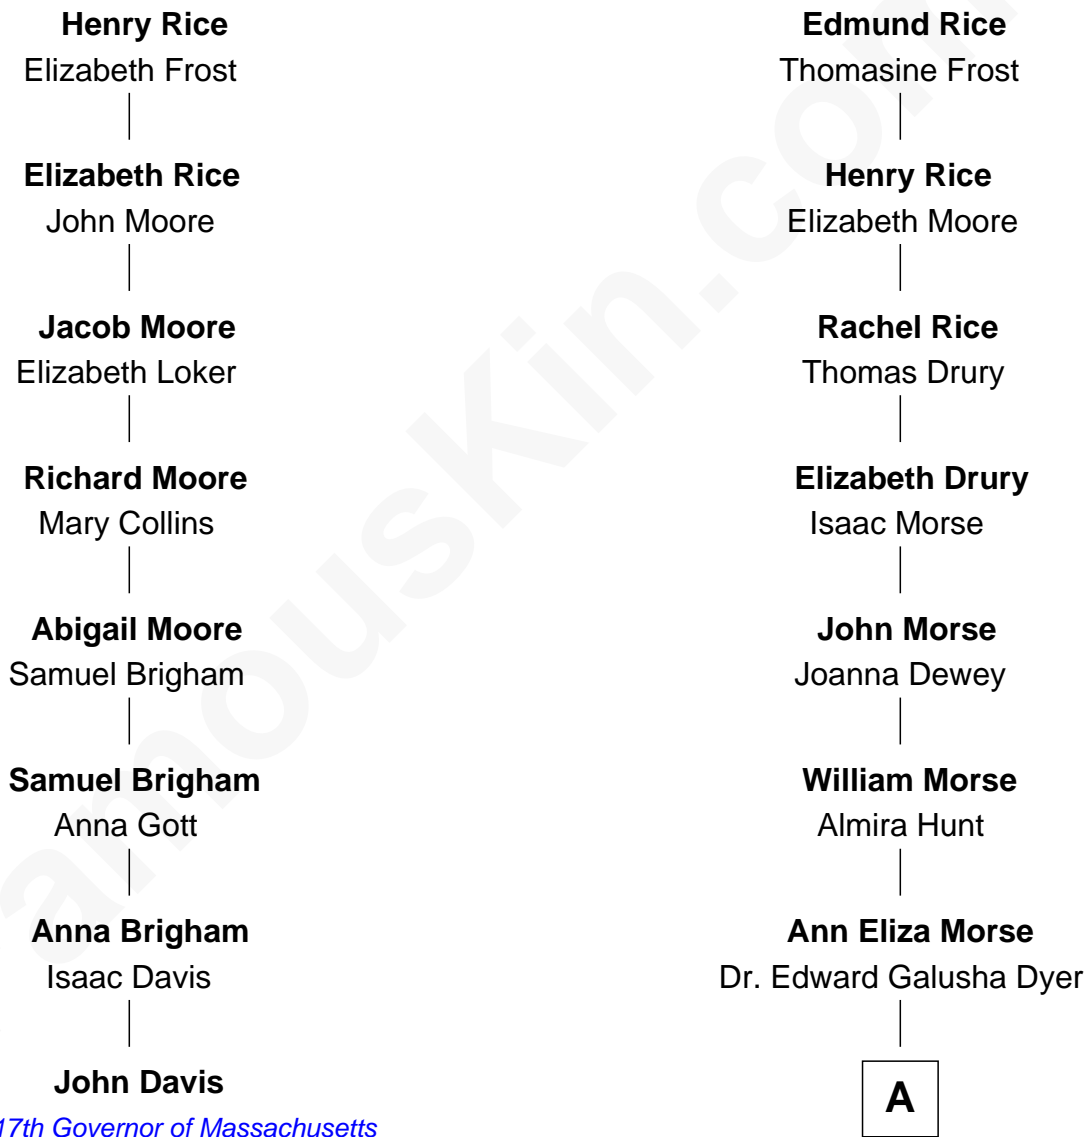 Henry Rice
Elizabeth Frost
Elizabeth Rice
John Moore
Jacob Moore
Elizabeth Loker
Richard Moore
Mary Collins
Abigail Moore
Samuel Brigham
Samuel Brigham
Anna Gott
Anna Brigham
Isaac Davis
John Davis
17th Governor of Massachusetts
Edmund Rice
Thomasine Frost
Henry Rice
Elizabeth Moore
Rachel Rice
Thomas Drury
Elizabeth Drury
Isaac Morse
John Morse
Joanna Dewey
William Morse
Almira Hunt
Ann Eliza Morse
Dr. Edward Galusha Dyer
A
amousKin.com